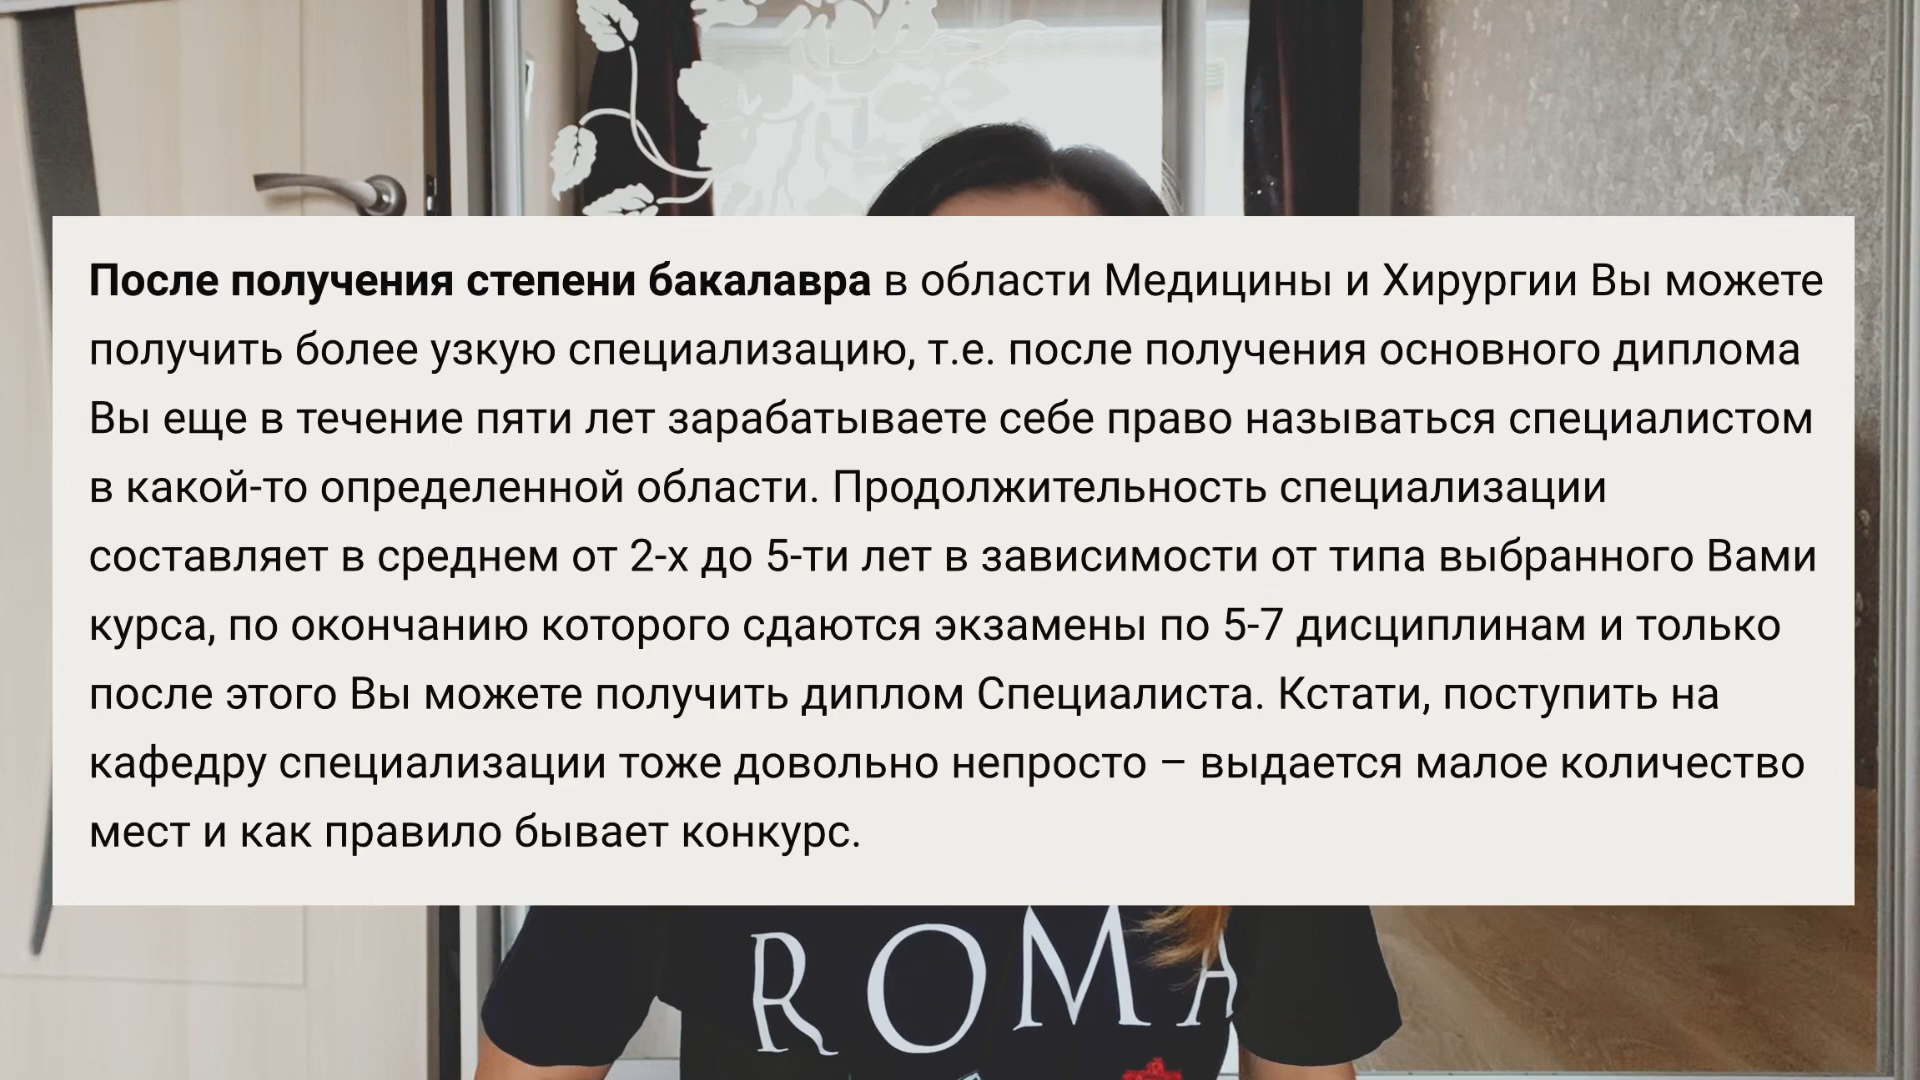 После получения степени бакалавра в области Медицины и Хирургии Вы можете
получить более узкую специализацию, т.е. после получения основного диплома
Вы еще в течение пяти лет зарабатываете себе право называться специалистом
в какой-то определенной области. Продолжительность специализации
составляет в среднем от 2-х до 5-ти лет в зависимости от типа выбранного Вами
курса, по окончанию которого сдаются экзамены по 5-7 дисциплинам и только
после этого Вы можете получить диплом Специалиста. Кстати, поступить на
кафедру специализации тоже довольно непросто – выдается малое количество
мест и как правило бывает конкурс.
ROMA